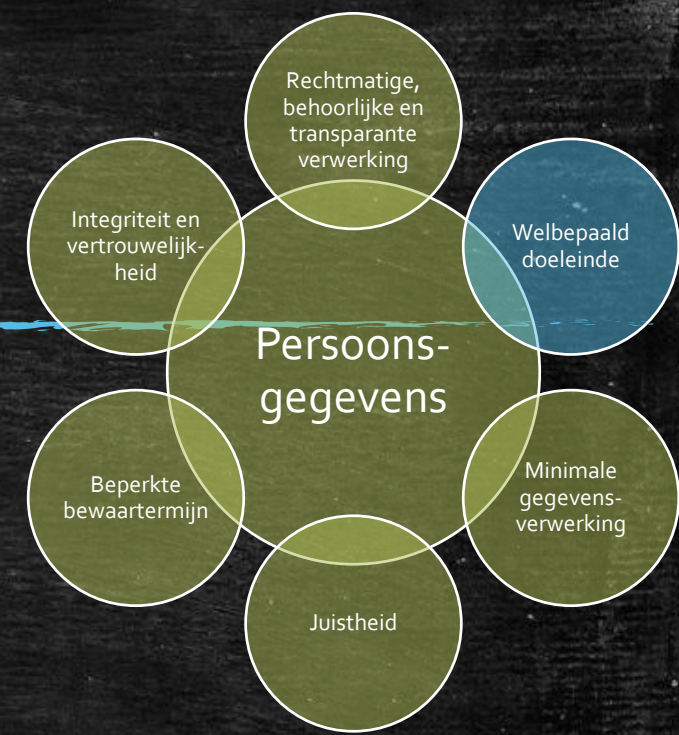 Rechtmatige,
behoorlijke en
transparante
verwerking
Welbepaald
doeleinde
Minimale
gegevens-
verwerking
Juistheid
Beperkte
bewaartermijn
Integriteit en
vertrouwelijk-
heid
Persoons-
gegevens